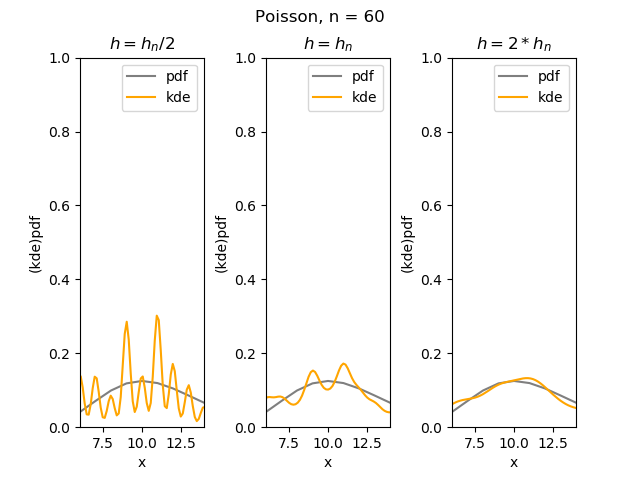 Poisson, n = 60
h = h_n/2
h = h_n
h = 2 * h_n
pdf
kde
pdf
kde
pdf
kde
1.0
0.8
0.6
0.4
0.2
0.0
1.0
0.8
0.6
0.4
0.2
0.0
1.0
0.8
0.6
0.4
0.2
0.0
(kde)pdf
(kde)pdf
(kde)pdf
7.5 10.0 12.5
7.5 10.0 12.5
7.5 10.0 12.5
x
x
x